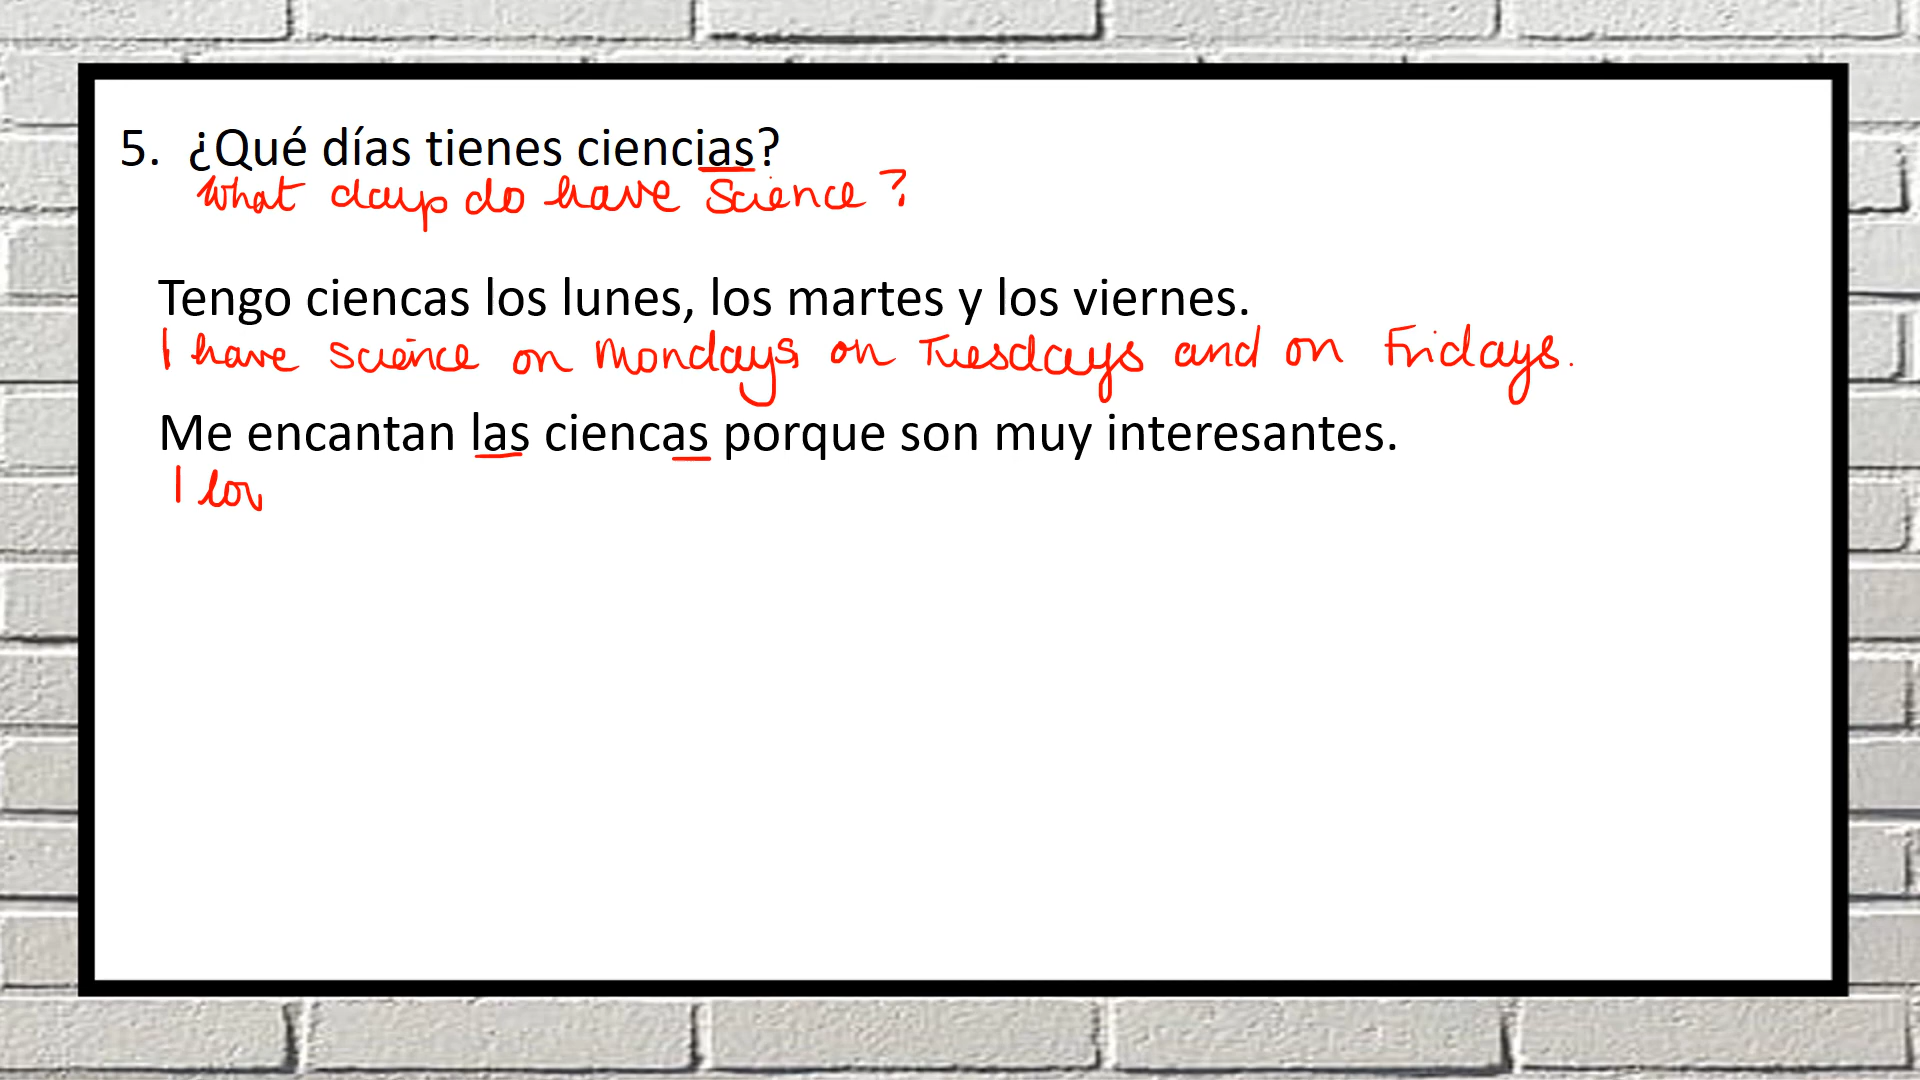 5. ¿Qué días tienes ciencias?
What days do have Science?
Tengo ciencas los lunes, los martes y los viernes.
I have science on Mondays, on Tuesdays and on Fridays.
Me encantan las ciencas porque son muy interesantes.
I lov